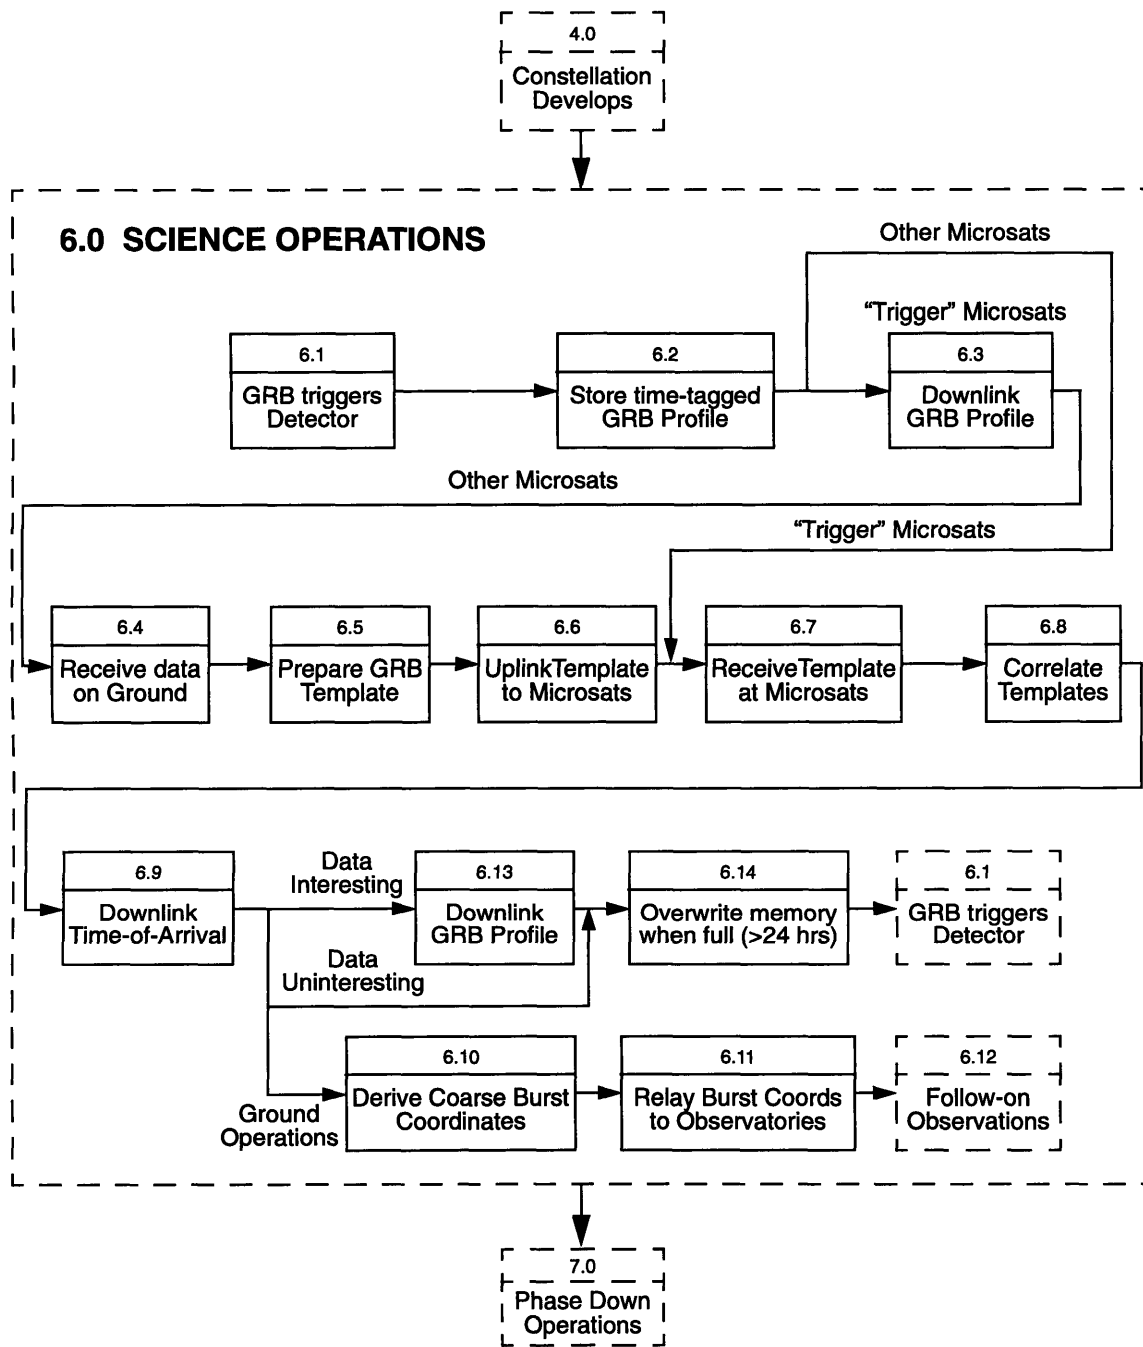 4.0
Constellation
Develops
6.0 SCIENCE OPERATIONS
Other Microsats
"Trigger" Microsats
6.1
GRB triggers
Detector
6.2
Store time-tagged
GRB Profile
6.3
Downlink
GRB Profile
Other Microsats
"Trigger" Microsats
6.4
Receive data
on Ground
6.5
Prepare GRB
Template
6.6
UplinkTemplate
to Microsats
6.7
ReceiveTemplate
at Microsats
6.8
Correlate
Templates
6.9
Downlink
Time-of-Arrival
Data
Interesting
Data
Uninteresting
6.13
Downlink
GRB Profile
6.14
Overwrite memory
when full (>24 hrs)
6.1
GRB triggers
Detector
Ground
Operations
6.10
Derive Coarse Burst
Coordinates
6.11
Relay Burst Coords
to Observatories
6.12
Follow-on
Observations
7.0
Phase Down
Operations